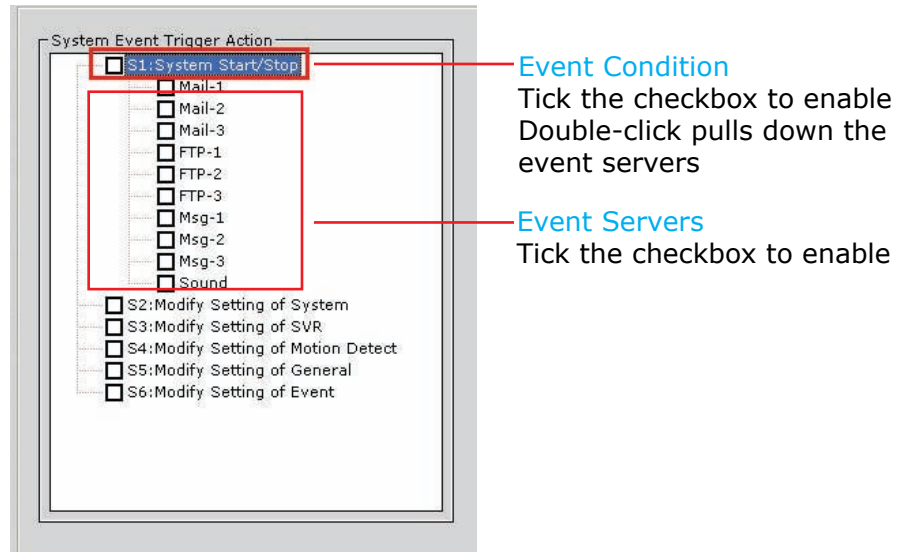 System Event Trigger Action
S1:System Start/Stop
Mail-1
Mail-2
Mail-3
FTP-1
FTP-2
FTP-3
Msg-1
Msg-2
Msg-3
Sound
S2:Modify Setting of System
S3:Modify Setting of SVR
S4:Modify Setting of Motion Detect
S5:Modify Setting of General
S6:Modify Setting of Event
Event Condition
Tick the checkbox to enable
Double-click pulls down the
event servers
Event Servers
Tick the checkbox to enable